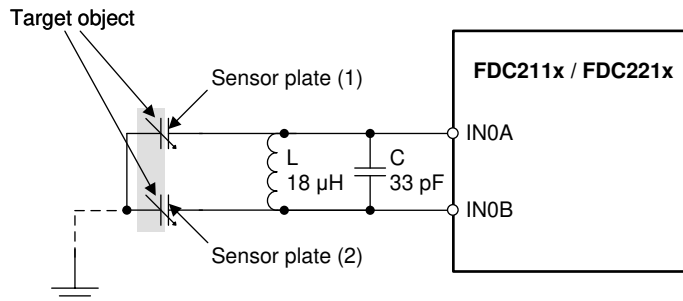 Target object
Sensor plate (1)
FDC211x / FDC221x
IN0A
L
18 µH
C
33 pF
IN0B
Sensor plate (2)